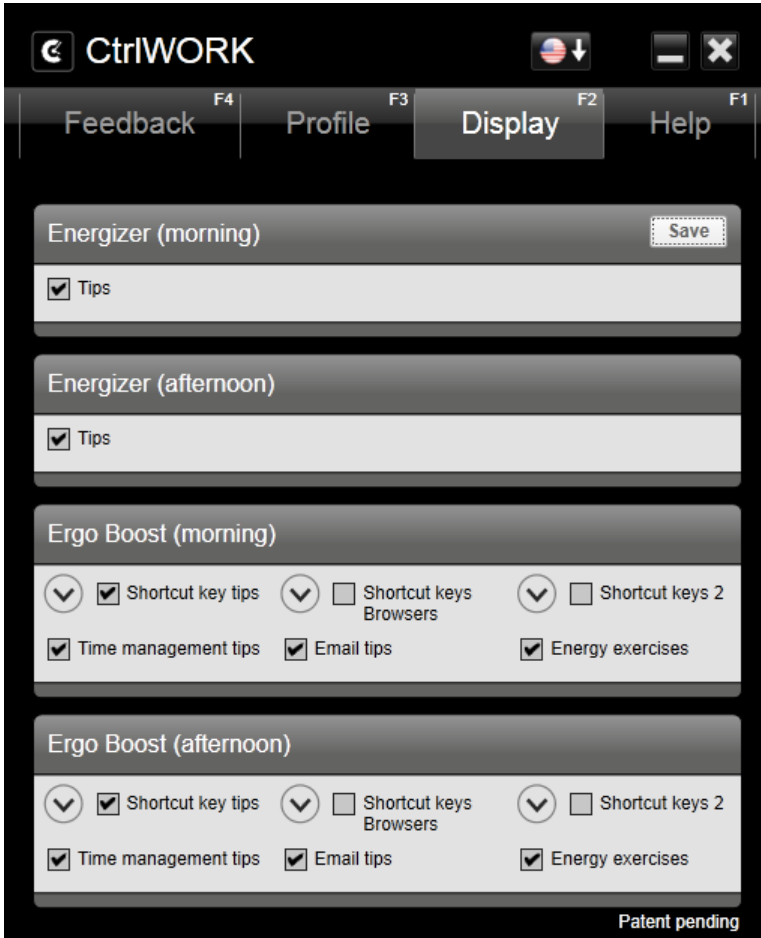 CtrlWORK
Feedback F4 Profile F3 Display F2 Help F1
Energizer (morning) Save
Tips
Energizer (afternoon)
Tips
Ergo Boost (morning)
Shortcut key tips Shortcut keys Browsers Shortcut keys 2
Time management tips Email tips Energy exercises
Ergo Boost (afternoon)
Shortcut key tips Shortcut keys Browsers Shortcut keys 2
Time management tips Email tips Energy exercises
Patent pending